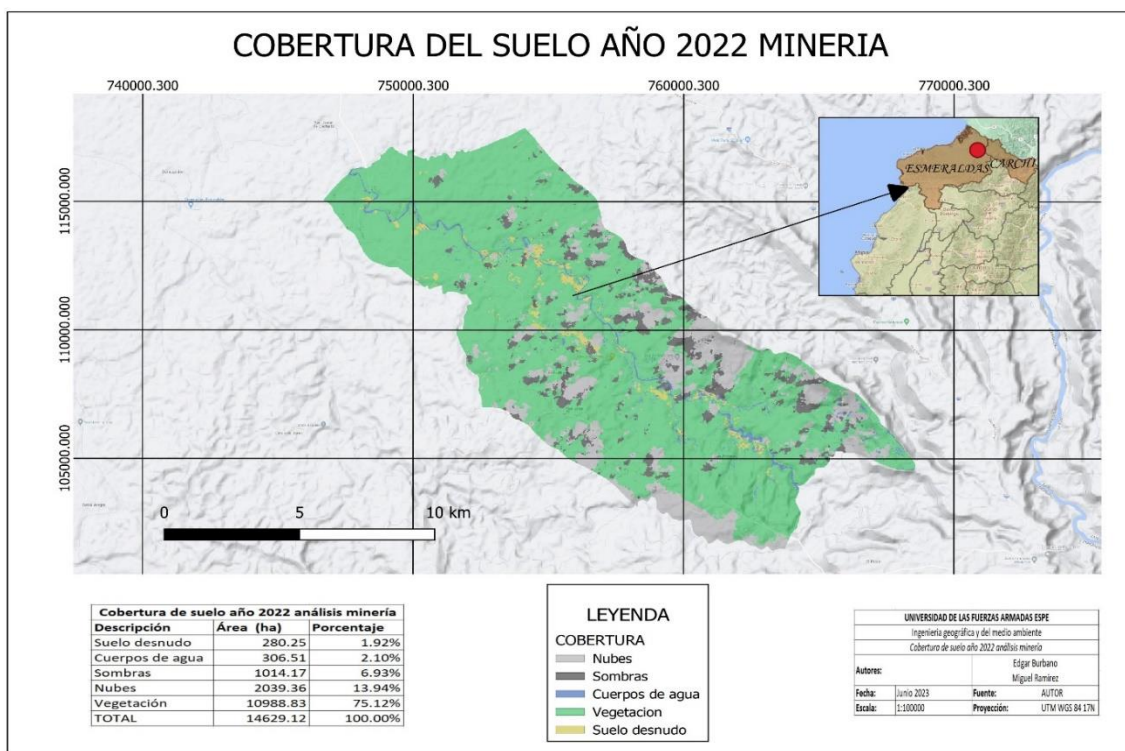 COBERTURA DEL SUELO AÑO 2022 MINERIA
740000.300 750000.300 760000.300 770000.300
115000.000
110000.000
105000.000
ESMERALDAS
CARCHI
0 5 10 km
Cobertura de suelo año 2022 análisis minería
Descripción Área (ha) Porcentaje
Suelo desnudo 280.25 1.92%
Cuerpos de agua 306.51 2.10%
Sombras 1014.17 6.93%
Nubes 2039.36 13.94%
Vegetación 10988.83 75.12%
TOTAL 14629.12 100.00%
LEYENDA
COBERTURA
Nubes
Sombras
Cuerpos de agua
Vegetacion
Suelo desnudo
UNIVERSIDAD DE LAS FUERZAS ARMADAS ESPE
Ingeniería geográfica y del medio ambiente
Cobertura de suelo año 2022 análisis minería
Autores: Edgar Burbano
Miguel Ramirez
Fecha: Junio 2023 Fuente: AUTOR
Escala: 1:100000 Proyección: UTM WGS 84 17N